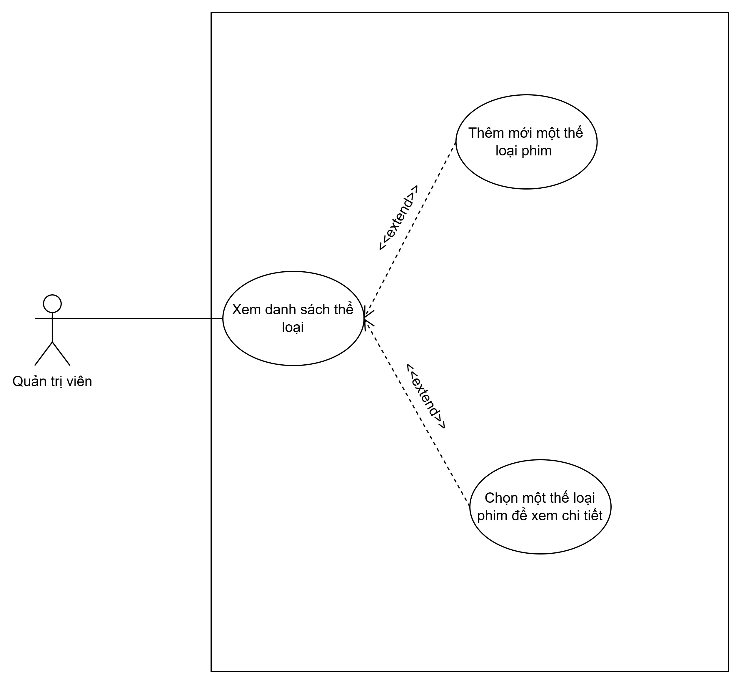 Thêm mới một thể
loại phim
<<extend>>
Xem danh sách thể
loại
Quản trị viên
<<extend>>
Chọn một thể loại
phim để xem chi tiết